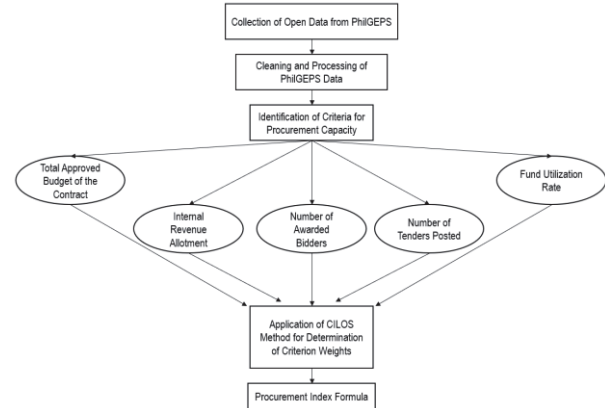 Collection of Open Data from PhilGEPS
Cleaning and Processing of
PhilGEPS Data
Identification of Criteria for
Procurement Capacity
Total Approved
Budget of the
Contract
Internal
Revenue
Allotment
Number of
Awarded
Bidders
Number of
Tenders Posted
Fund Utilization
Rate
Application of CILOS
Method for Determination
of Criterion Weights
Procurement Index Formula